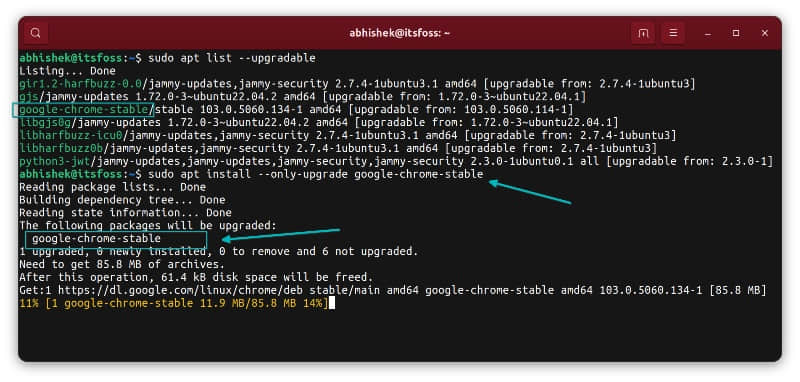 abhishek@itsfoss: ~
abhishek@itsfoss:~$ sudo apt list --upgradable
Listing... Done
gir1.2-harfbuzz-0.0/jammy-updates,jammy-security 2.7.4-1ubuntu3.1 amd64 [upgradable from: 2.7.4-1ubuntu3]
gjs/jammy-updates 1.72.0-3~ubuntu22.04.2 amd64 [upgradable from: 1.72.0-3~ubuntu22.04.1]
google-chrome-stable/stable 103.0.5060.134-1 amd64 [upgradable from: 103.0.5060.114-1]
libgjs0g/jammy-updates 1.72.0-3~ubuntu22.04.2 amd64 [upgradable from: 1.72.0-3~ubuntu22.04.1]
libharfbuzz-icu0/jammy-updates,jammy-security 2.7.4-1ubuntu3.1 amd64 [upgradable from: 2.7.4-1ubuntu3]
libharfbuzz0b/jammy-updates,jammy-security 2.7.4-1ubuntu3.1 amd64 [upgradable from: 2.7.4-1ubuntu3]
python3-jwt/jammy-updates,jammy-updates,jammy-security,jammy-security 2.3.0-1ubuntu0.1 all [upgradable from: 2.3.0-1]
abhishek@itsfoss:~$ sudo apt install --only-upgrade google-chrome-stable
Reading package lists... Done
Building dependency tree... Done
Reading state information... Done
The following packages will be upgraded:
google-chrome-stable
1 upgraded, 0 newly installed, 0 to remove and 6 not upgraded.
Need to get 85.8 MB of archives.
After this operation, 61.4 kB disk space will be freed.
Get:1 https://dl.google.com/linux/chrome/deb stable/main amd64 google-chrome-stable amd64 103.0.5060.134-1 [85.8 MB]
11% [1 google-chrome-stable 11.9 MB/85.8 MB 14%]